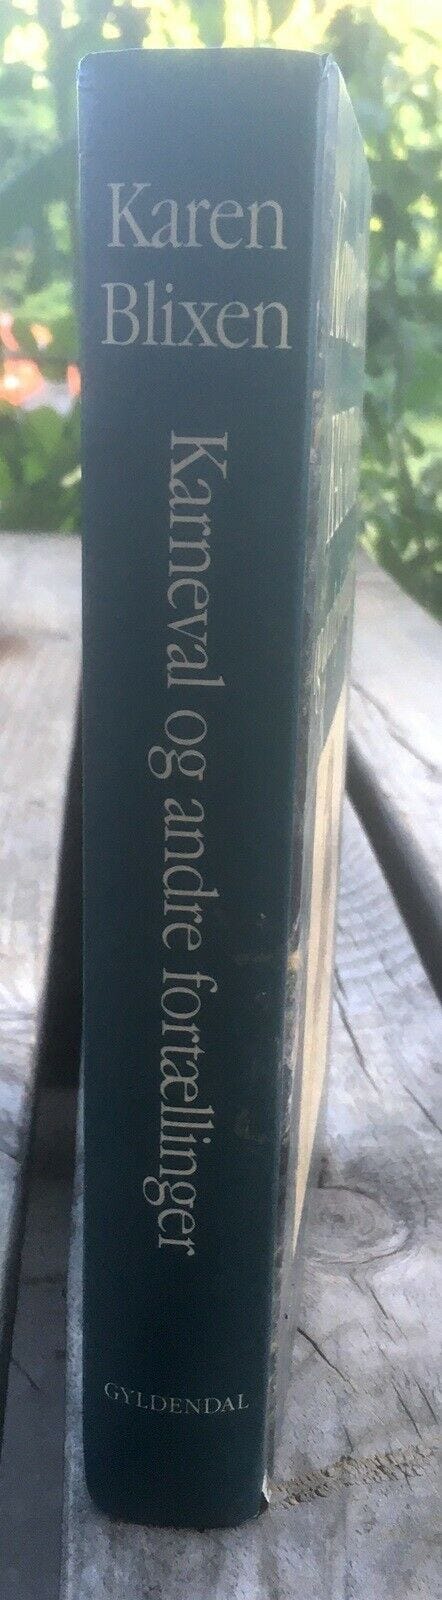 Karen
Blixen
Karneval og andre fortællinger
GYLDENDAL